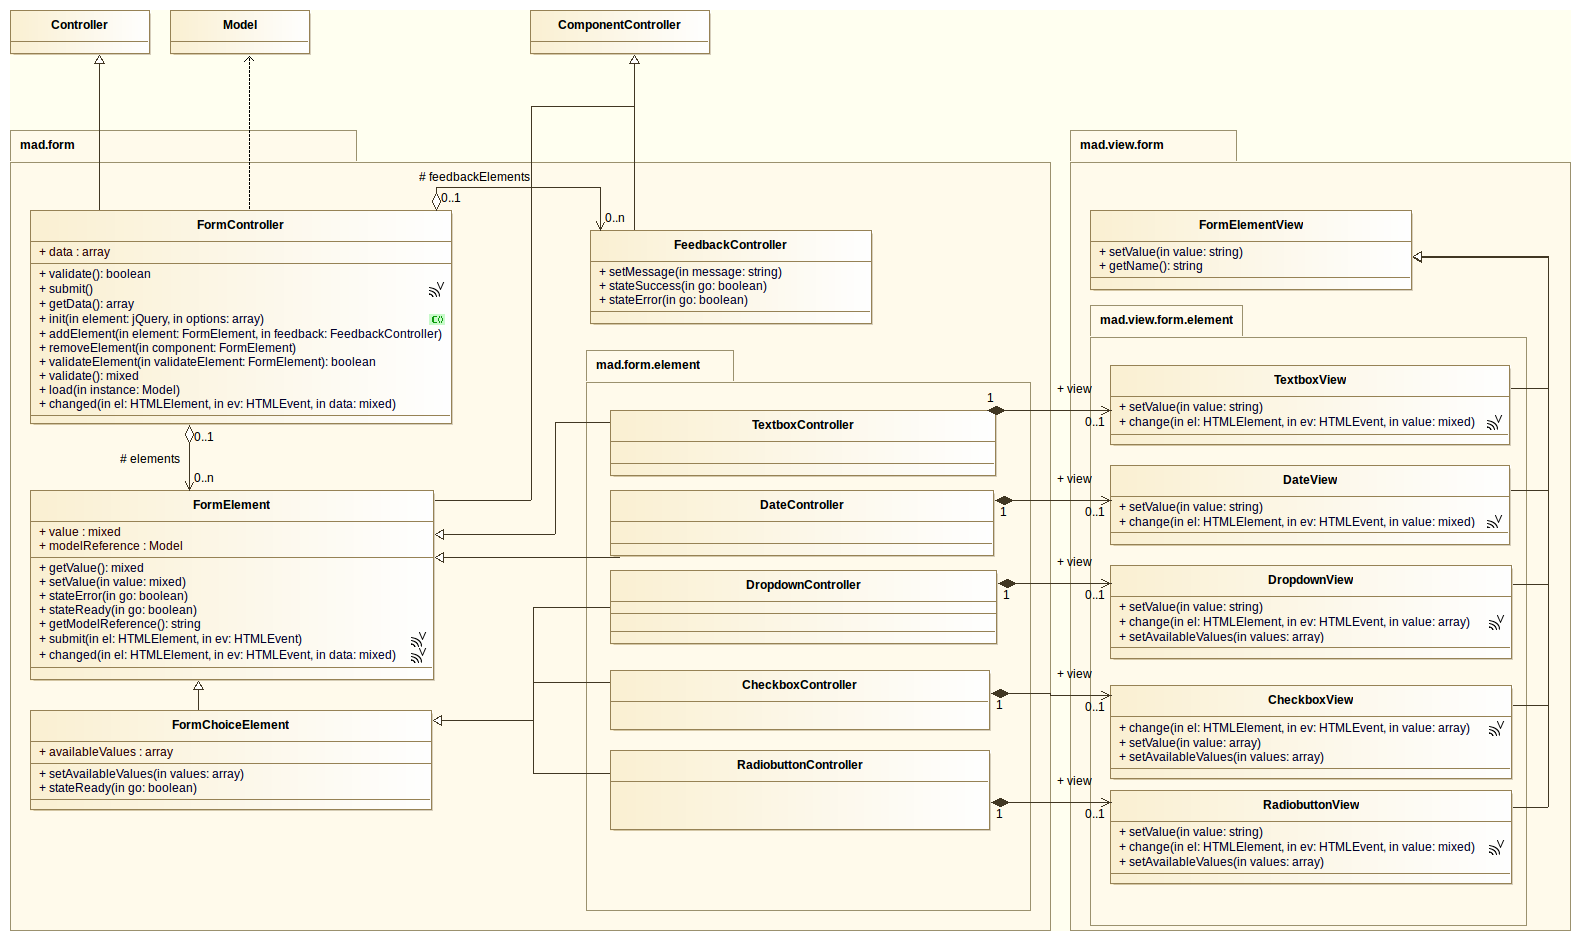 Controller
Model
ComponentController
mad.form
# feedbackElements
0..1
0..n
FormController
+ data : array
+ validate(): boolean
+ submit()
+ getData(): array
+ init(in element: jQuery, in options: array)
+ addElement(in element: FormElement, in feedback: FeedbackController)
+ removeElement(in component: FormElement)
+ validateElement(in validateElement: FormElement): boolean
+ validate(): mixed
+ load(in instance: Model)
+ changed(in el: HTMLElement, in ev: HTMLEvent, in data: mixed)
0..1
# elements
0..n
FormElement
+ value : mixed
+ modelReference : Model
+ getValue(): mixed
+ setValue(in value: mixed)
+ stateError(in go: boolean)
+ stateReady(in go: boolean)
+ getModelReference(): string
+ submit(in el: HTMLElement, in ev: HTMLEvent)
+ changed(in el: HTMLElement, in ev: HTMLEvent, in data: mixed)
FormChoiceElement
+ availableValues : array
+ setAvailableValues(in values: array)
+ stateReady(in go: boolean)
FeedbackController
+ setMessage(in message: string)
+ stateSuccess(in go: boolean)
+ stateError(in go: boolean)
mad.form.element
TextboxController
1
+ view
0..1
DateController
1
+ view
0..1
DropdownController
1
+ view
0..1
CheckboxController
1
+ view
0..1
RadiobuttonController
1
+ view
0..1
mad.view.form
FormElementView
+ setValue(in value: string)
+ getName(): string
mad.view.form.element
TextboxView
+ setValue(in value: string)
+ change(in el: HTMLElement, in ev: HTMLEvent, in value: mixed)
DateView
+ setValue(in value: string)
+ change(in el: HTMLElement, in ev: HTMLEvent, in value: mixed)
DropdownView
+ setValue(in value: string)
+ change(in el: HTMLElement, in ev: HTMLEvent, in value: array)
+ setAvailableValues(in values: array)
CheckboxView
+ change(in el: HTMLElement, in ev: HTMLEvent, in value: array)
+ setValue(in value: array)
+ setAvailableValues(in values: array)
RadiobuttonView
+ setValue(in value: string)
+ change(in el: HTMLElement, in ev: HTMLEvent, in value: mixed)
+ setAvailableValues(in values: array)